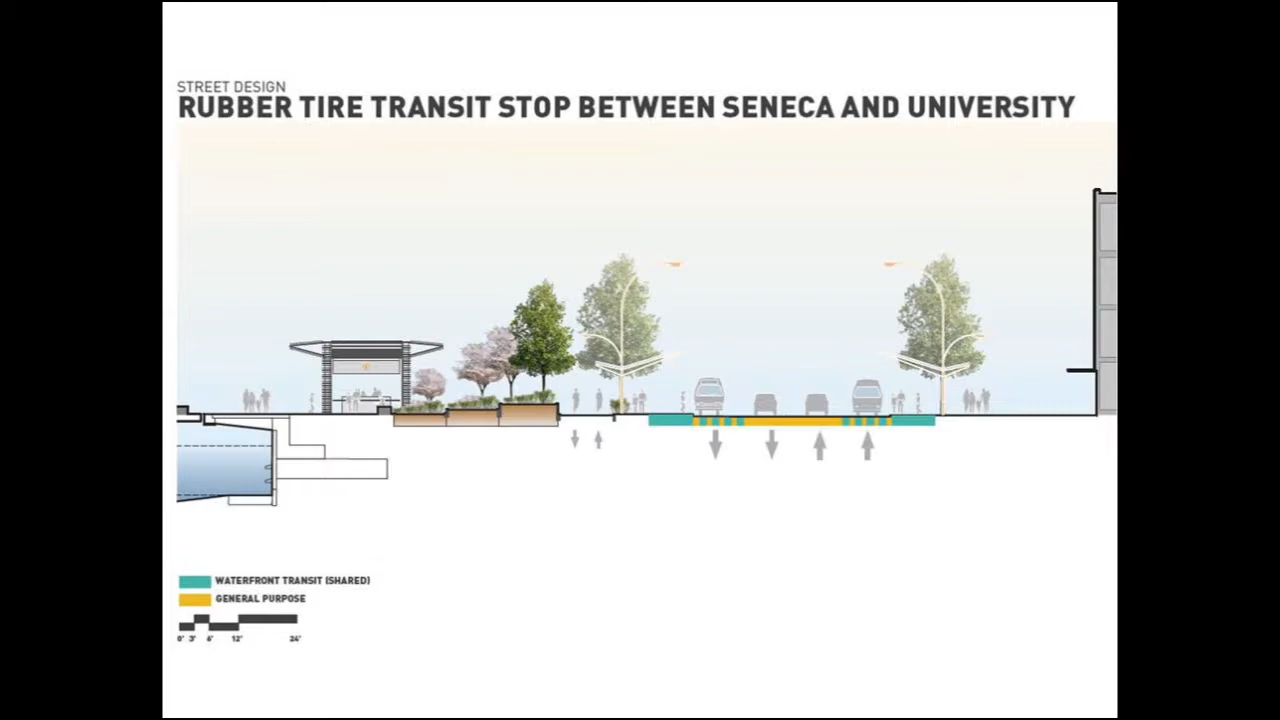 STREET DESIGN
RUBBER TIRE TRANSIT STOP BETWEEN SENECA AND UNIVERSITY
WATERFRONT TRANSIT (SHARED)
GENERAL PURPOSE
0' 3' 6' 12' 24'